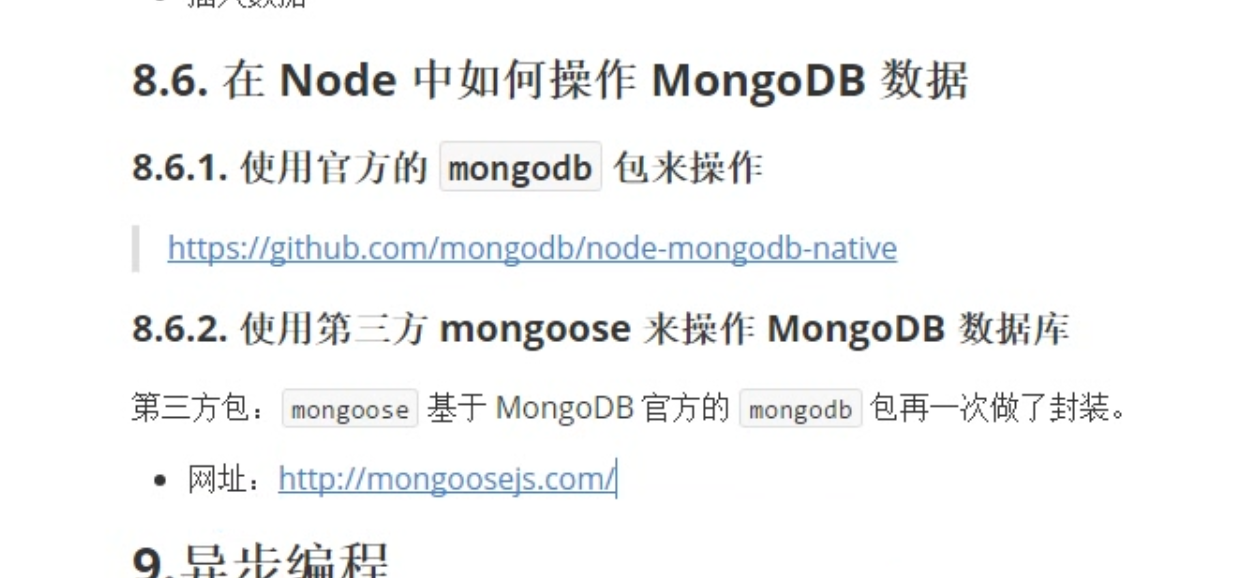 插入数据
8.6. 在 Node 中如何操作 MongoDB 数据
8.6.1. 使用官方的 mongodb 包来操作
https://github.com/mongodb/node-mongodb-native
8.6.2. 使用第三方 mongoose 来操作 MongoDB 数据库
第三方包： mongoose 基于 MongoDB 官方的 mongodb 包再一次做了封装。
网址：http://mongoosejs.com/
9.异步编程